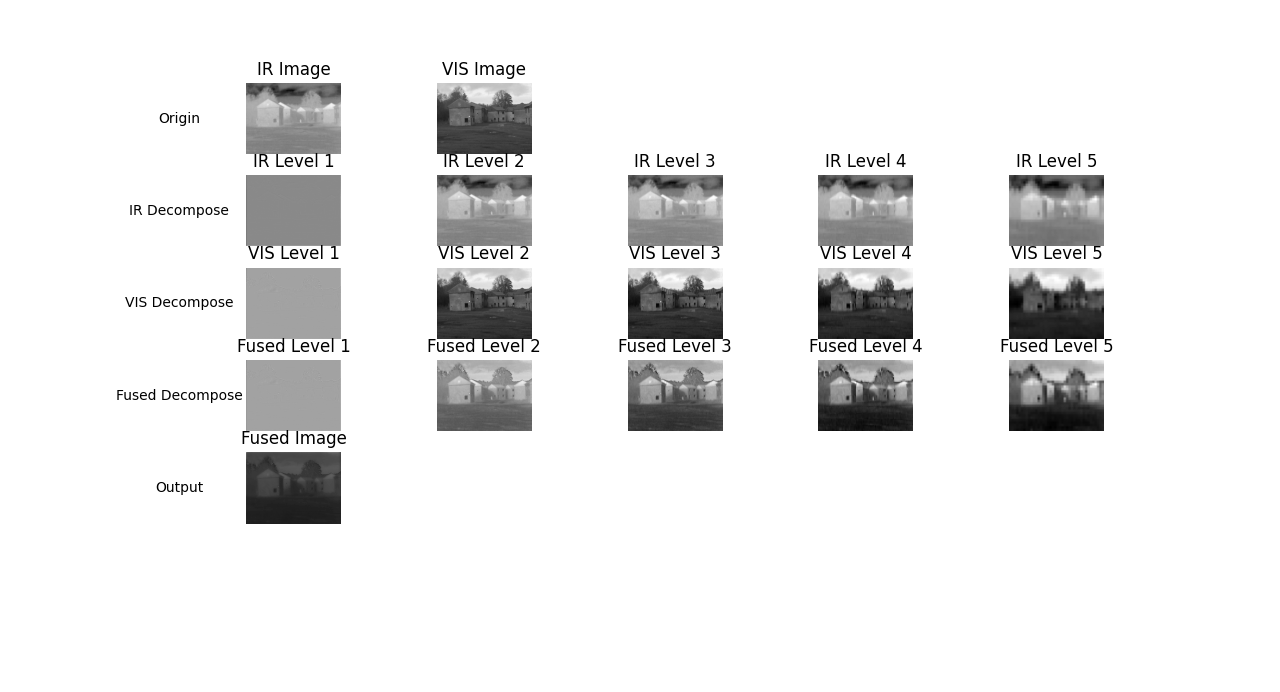 IR Image
VIS Image
Origin
IR Level 1
IR Level 2
IR Level 3
IR Level 4
IR Level 5
IR Decompose
VIS Level 1
VIS Level 2
VIS Level 3
VIS Level 4
VIS Level 5
VIS Decompose
Fused Level 1
Fused Level 2
Fused Level 3
Fused Level 4
Fused Level 5
Fused Decompose
Fused Image
Output